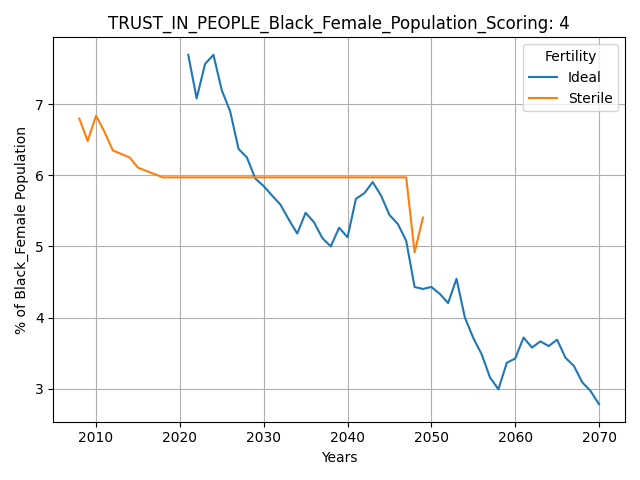 TRUST_IN_PEOPLE_Black_Female_Population_Scoring: 4
Fertility
Ideal
Sterile
% of Black_Female Population
7
6
5
4
3
2010 2020 2030 2040 2050 2060 2070
Years